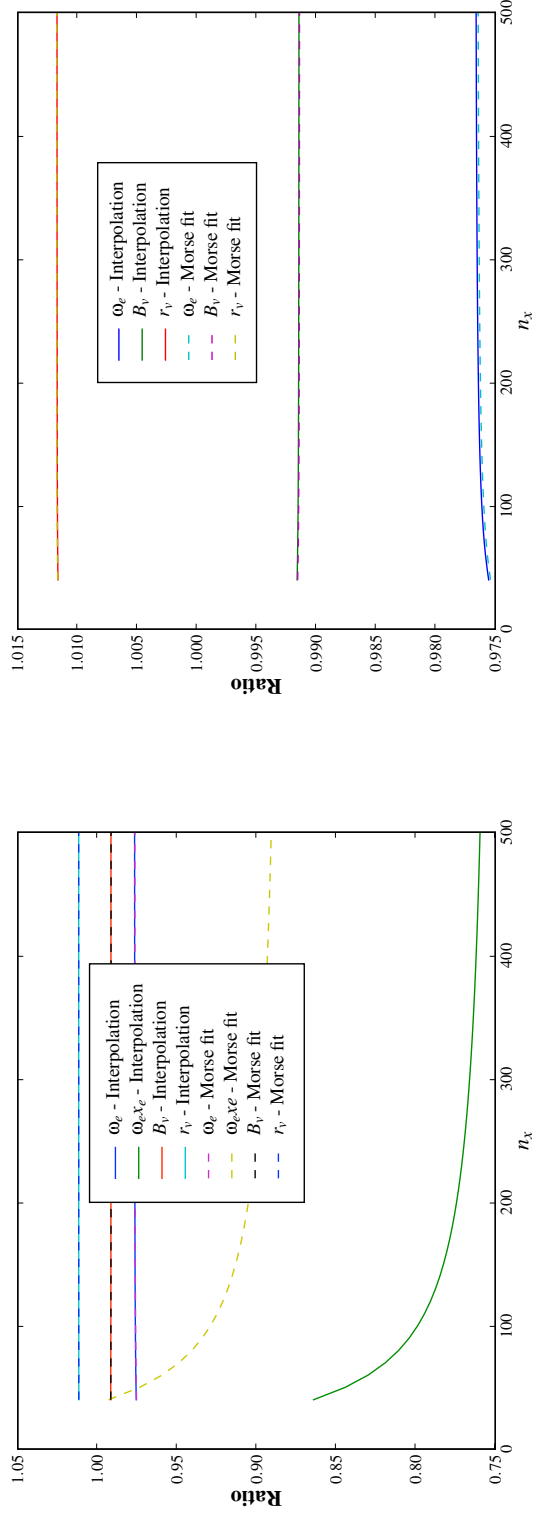 1.05
1.00
0.95
0.90
0.85
0.80
0.75
Ratio
0
100
200
300
400
500
n_x
ω_e - Interpolation
ω_e x_e - Interpolation
B_v - Interpolation
r_v - Interpolation
ω_e - Morse fit
ω_exe - Morse fit
B_v - Morse fit
r_v - Morse fit
1.015
1.010
1.005
1.000
0.995
0.990
0.985
0.980
0.975
Ratio
0
100
200
300
400
500
n_x
ω_e - Interpolation
B_v - Interpolation
r_v - Interpolation
ω_e - Morse fit
B_v - Morse fit
r_v - Morse fit